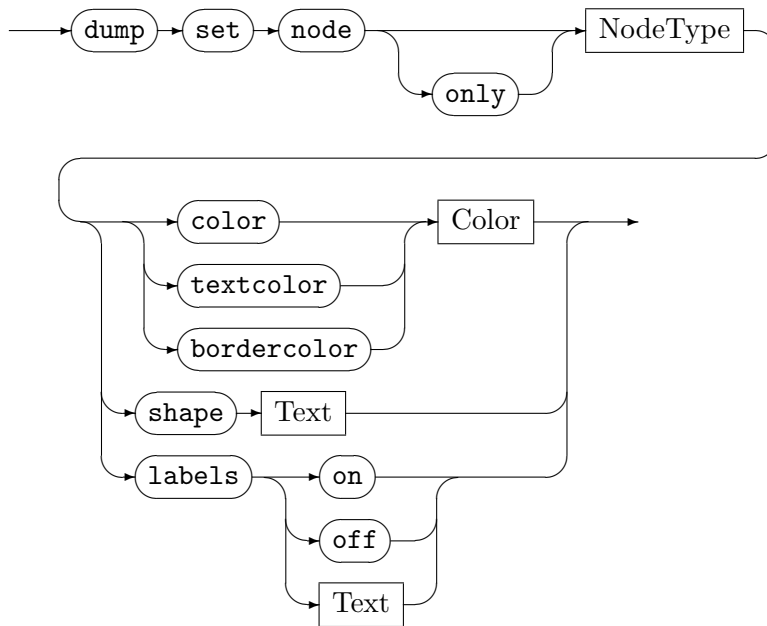 dump set node NodeType
only
color Color
textcolor
bordercolor
shape Text
labels on
off
Text